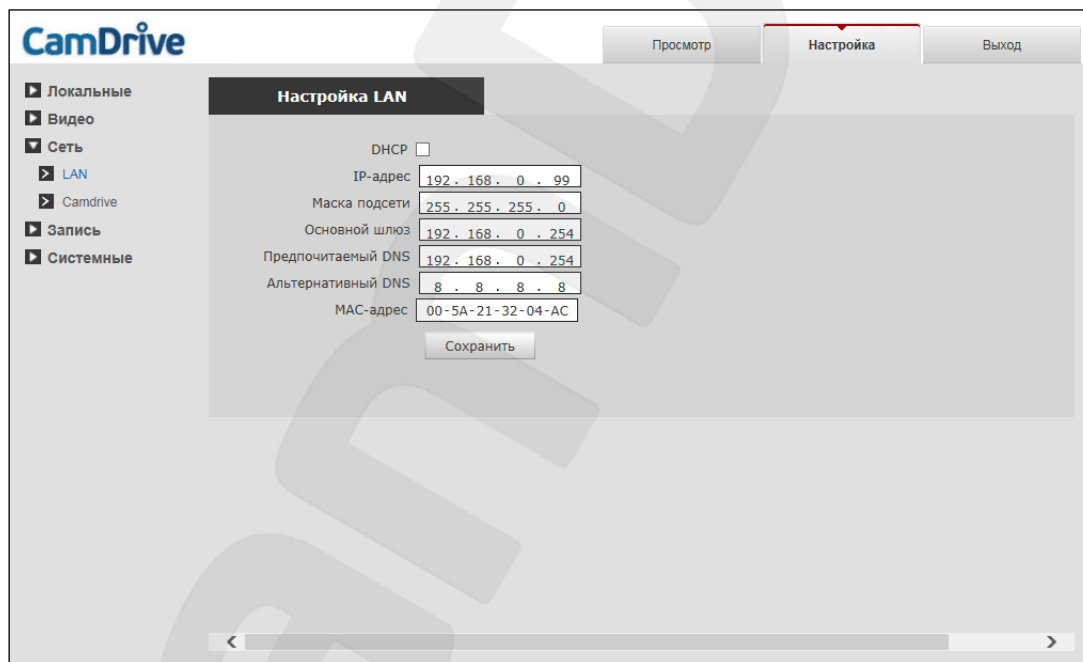 CamDrive
Просмотр
Настройка
Выход
Локальные
Видео
Сеть
LAN
Camdrive
Запись
Системные
Настройка LAN
DHCP
IP-адрес 192 . 168 . 0 . 99
Маска подсети 255 . 255 . 255 . 0
Основной шлюз 192 . 168 . 0 . 254
Предпочитаемый DNS 192 . 168 . 0 . 254
Альтернативный DNS 8 . 8 . 8 . 8
MAC-адрес 00-5A-21-32-04-AC
Сохранить